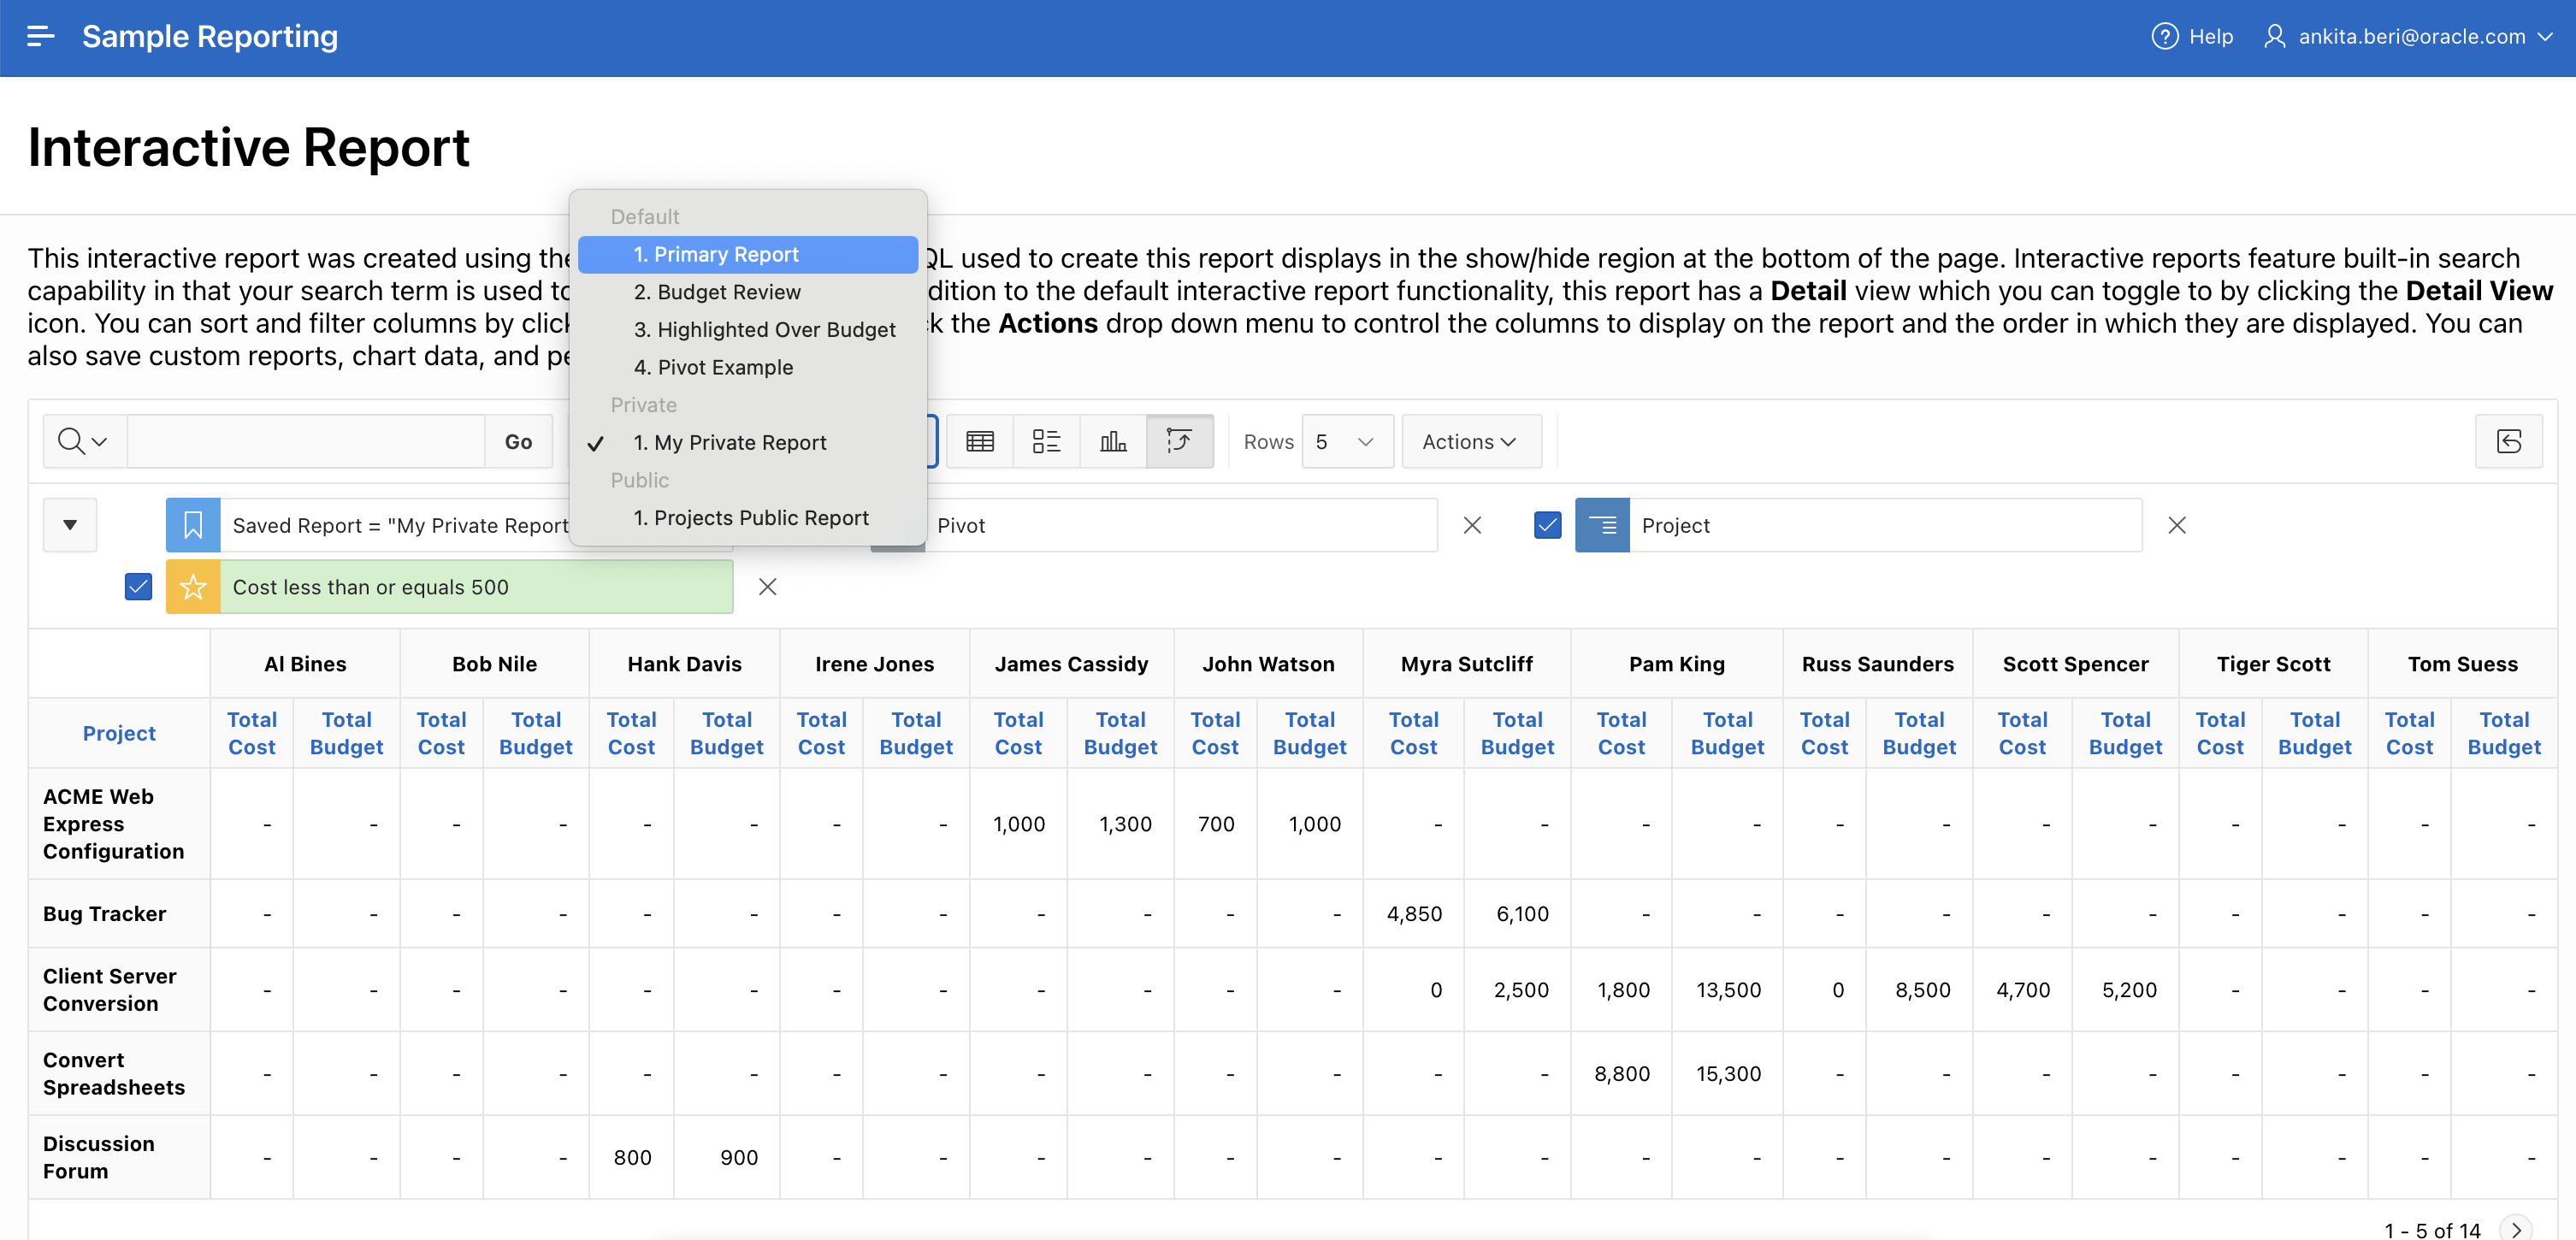 Sample Reporting
Help
ankita.beri@oracle.com
Interactive Report
This interactive report was created using the
QL used to create this report displays in the show/hide region at the bottom of the page. Interactive reports feature built-in search
capability in that your search term is used to
dition to the default interactive report functionality, this report has a Detail view which you can toggle to by clicking the Detail View
icon. You can sort and filter columns by click
k the Actions drop down menu to control the columns to display on the report and the order in which they are displayed. You can
also save custom reports, chart data, and pe
Default
1. Primary Report
2. Budget Review
3. Highlighted Over Budget
4. Pivot Example
Private
1. My Private Report
Public
1. Projects Public Report
Go
Rows 5
Actions
Saved Report = "My Private Report
Pivot
Project
Cost less than or equals 500
Al Bines Bob Nile Hank Davis Irene Jones James Cassidy John Watson Myra Sutcliff Pam King Russ Saunders Scott Spencer Tiger Scott Tom Suess
Project Total Cost Total Budget Total Cost Total Budget Total Cost Total Budget Total Cost Total Budget Total Cost Total Budget Total Cost Total Budget Total Cost Total Budget Total Cost Total Budget Total Cost Total Budget Total Cost Total Budget Total Cost Total Budget Total Cost Total Budget
ACME Web Express Configuration - - - - - - - - 1,000 1,300 700 1,000 - - - - - - - - - - - -
Bug Tracker - - - - - - - - - - - - 4,850 6,100 - - - - - - - - - -
Client Server Conversion - - - - - - - - - - - - 0 2,500 1,800 13,500 0 8,500 4,700 5,200 - - - -
Convert Spreadsheets - - - - - - - - - - - - - - 8,800 15,300 - - - - - - - -
Discussion Forum - - - - 800 900 - - - - - - - - - - - - - - - - - -
1 - 5 of 14